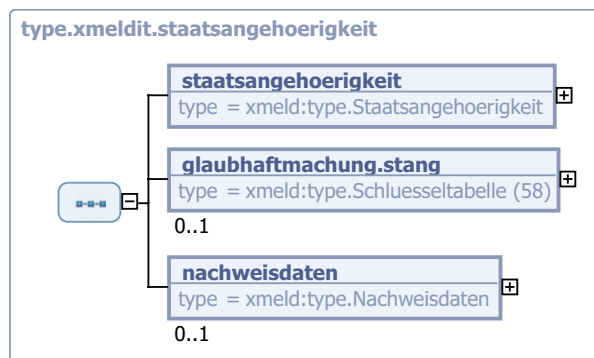 type.xmeldit.staatsangehoerigkeit
staatsangehoerigkeit
type = xmeld:type.Staatsangehoerigkeit
glaubhaftmachung.stang
type = xmeld:type.Schluesseltabelle (58)
0..1
nachweisdaten
type = xmeld:type.Nachweisdaten
0..1